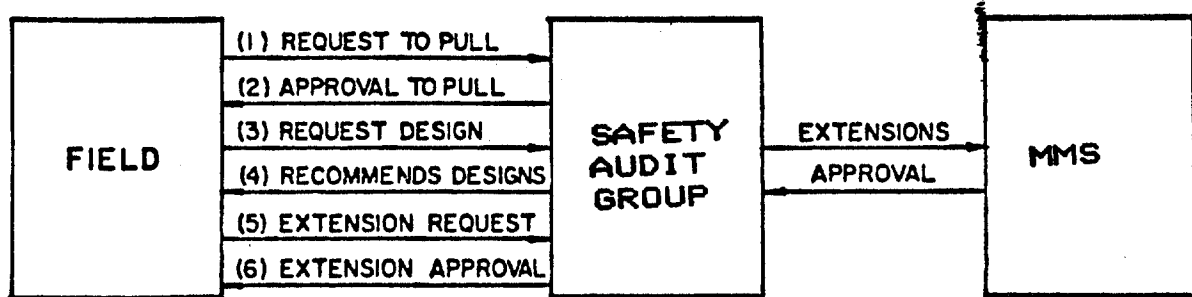 FIELD
(1) REQUEST TO PULL
(2) APPROVAL TO PULL
(3) REQUEST DESIGN
(4) RECOMMENDS DESIGNS
(5) EXTENSION REQUEST
(6) EXTENSION APPROVAL
SAFETY
AUDIT
GROUP
EXTENSIONS
APPROVAL
MMS